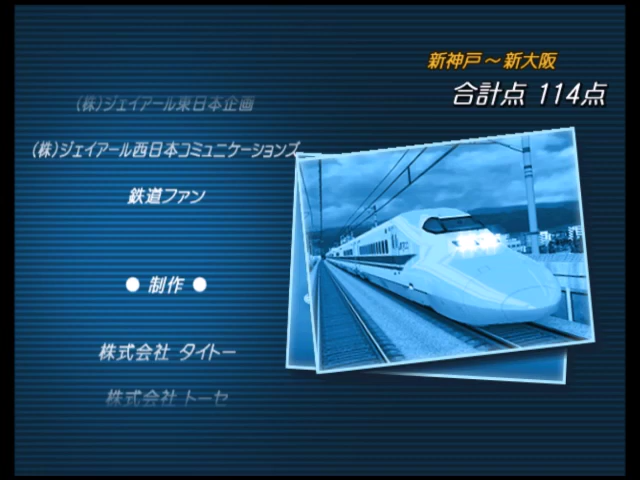 新神戸～新大阪
合計点 114点
(株)ジェイアール東日本企画
(株)ジェイアール西日本コミュニケーションズ
鉄道ファン
● 制作 ●
株式会社 タイトー
株式会社 トーセ